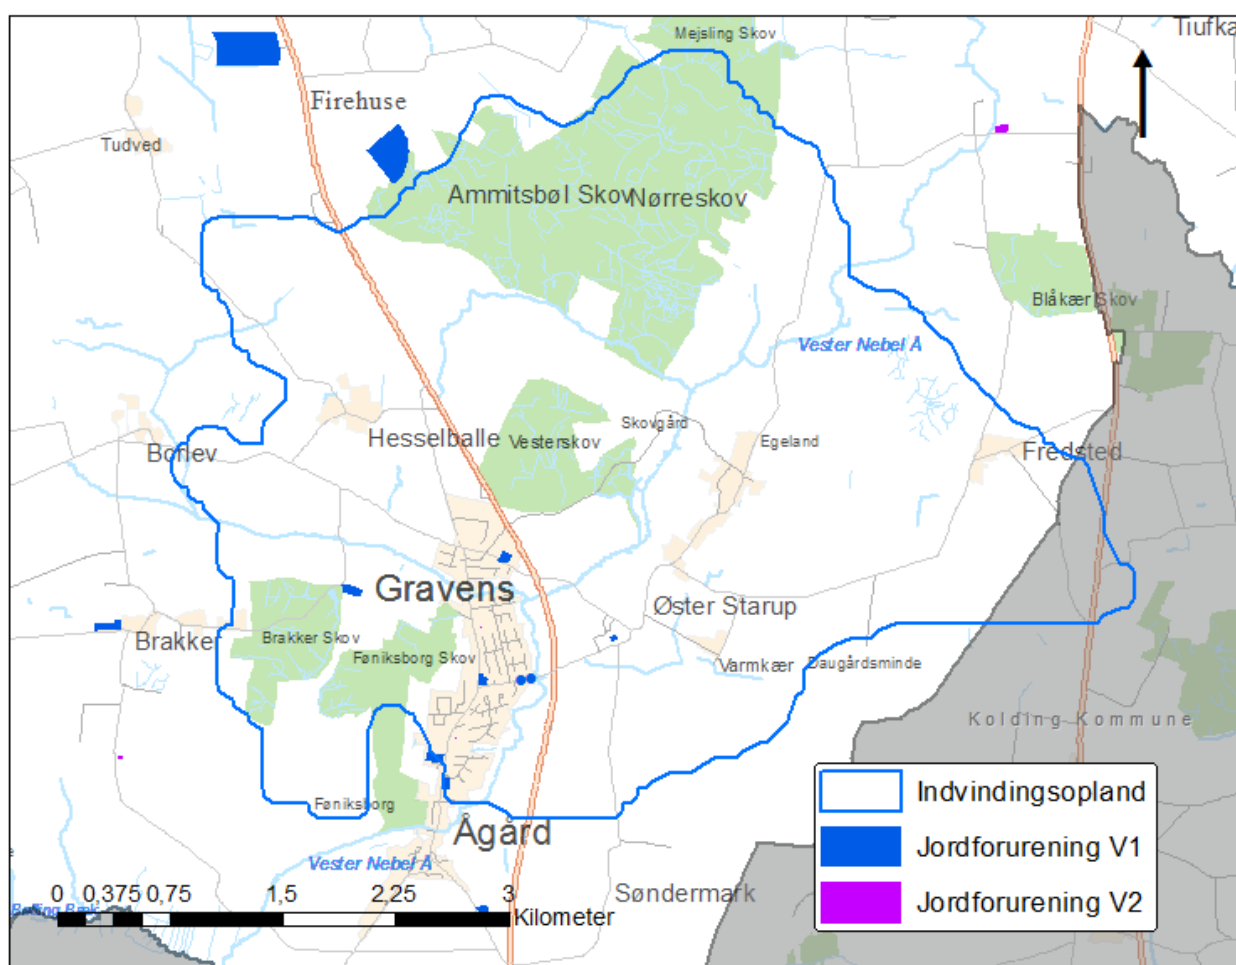 Mejsling Skov
Tiufka
Firehuse
Tudved
Ammitsbøl Skov
Nørreskov
Blåkær Skov
Vester Nebel Å
Skovgård
Hesselballe
Vesterskov
Egeland
Borlev
Fredsted
Gravens
Øster Starup
Brakker
Brakker Skov
Føniksborg Skov
Varmkær
Daugårdsminde
Kolding Kommune
Føniksborg
Ågård
Vester Nebel Å
Søndermark
0 0,375 0,75 1,5 2,25 3
Kilometer
Indvindingsopland
Jordforurening V1
Jordforurening V2